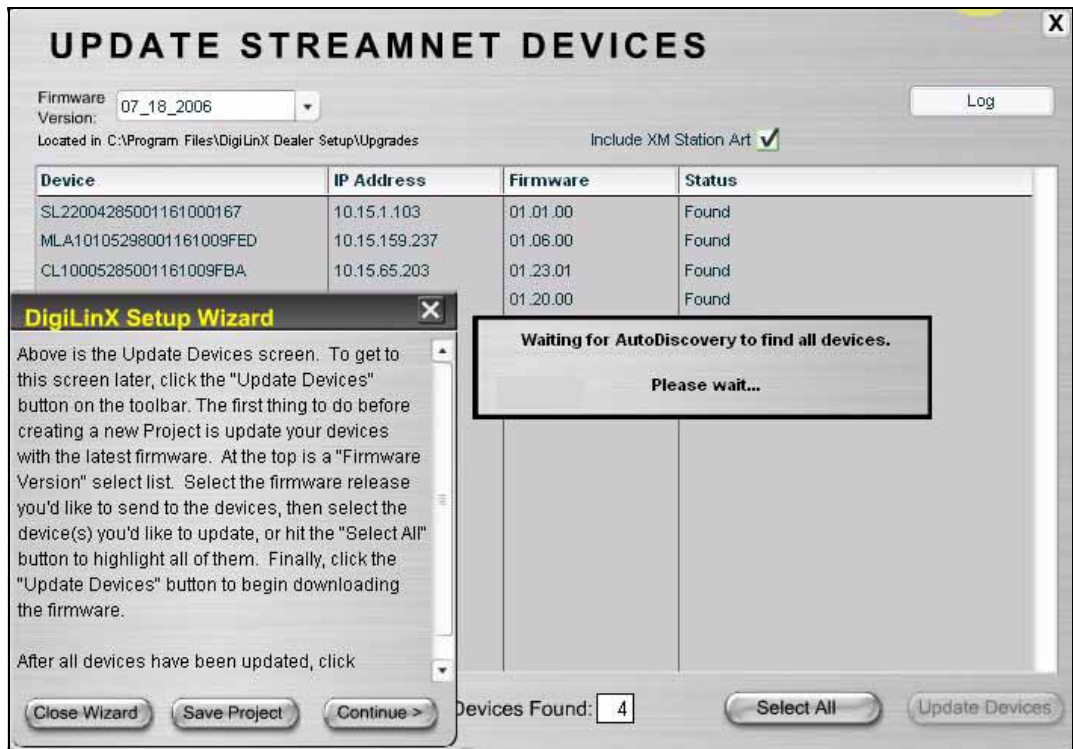 UPDATE STREAMNET DEVICES
X
Firmware Version: 07_18_2006
Log
Located in C:\Program Files\DigiLinX Dealer Setup\Upgrades
Include XM Station Art
Device IP Address Firmware Status
SL22004285001161000167 10.15.1.103 01.01.00 Found
MLA10105298001161009FED 10.15.159.237 01.06.00 Found
CL10005285001161009FBA 10.15.65.203 01.23.01 Found
01.20.00 Found
DigiLinX Setup Wizard
Above is the Update Devices screen. To get to
this screen later, click the "Update Devices"
button on the toolbar. The first thing to do before
creating a new Project is update your devices
with the latest firmware. At the top is a "Firmware
Version" select list. Select the firmware release
you'd like to send to the devices, then select the
device(s) you'd like to update, or hit the "Select All"
button to highlight all of them. Finally, click the
"Update Devices" button to begin downloading
the firmware.
After all devices have been updated, click
Close Wizard Save Project Continue >
Waiting for AutoDiscovery to find all devices.
Please wait...
Devices Found: 4
Select All
Update Devices